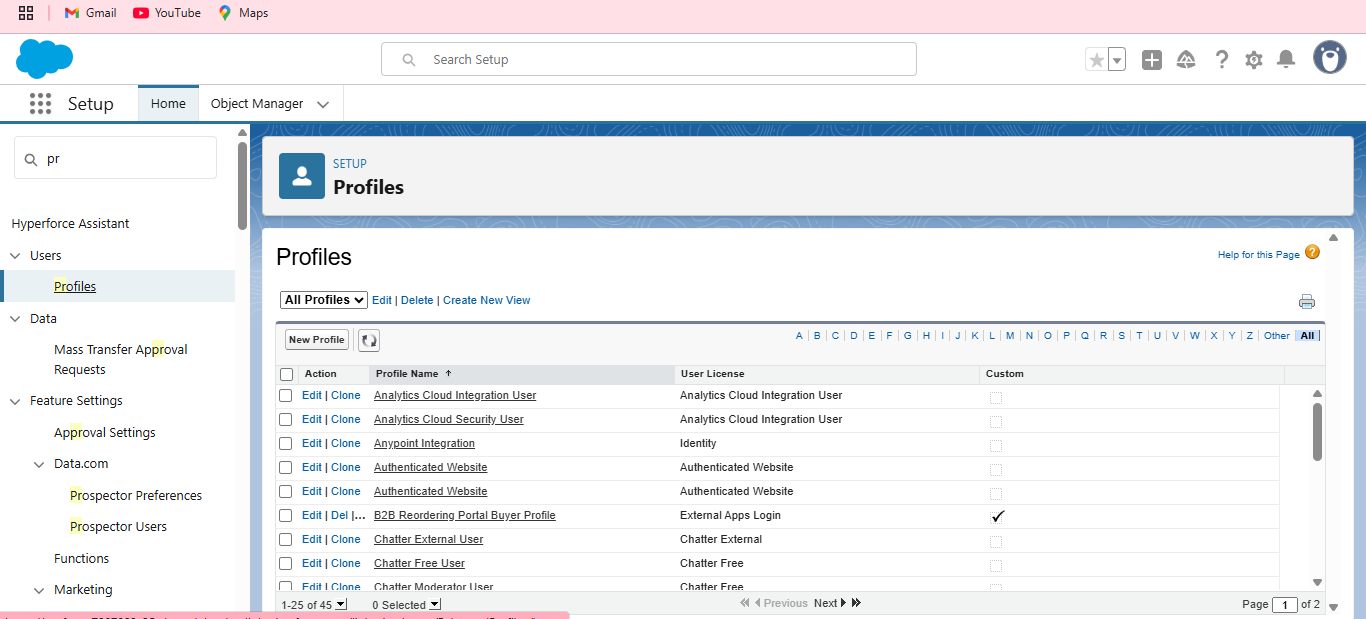 Gmail YouTube Maps
Search Setup
Setup Home Object Manager
pr
Hyperforce Assistant
Users
Profiles
Data
Mass Transfer Approval
Requests
Feature Settings
Approval Settings
Data.com
Prospector Preferences
Prospector Users
Functions
Marketing
SETUP
Profiles
Profiles
Help for this Page ?
All Profiles Edit | Delete | Create New View
New Profile
A | B | C | D | E | F | G | H | I | J | K | L | M | N | O | P | Q | R | S | T | U | V | W | X | Y | Z | Other | All
Action Profile Name ↑ User License Custom
Edit | Clone Analytics Cloud Integration User Analytics Cloud Integration User
Edit | Clone Analytics Cloud Security User Analytics Cloud Integration User
Edit | Clone Anypoint Integration Identity
Edit | Clone Authenticated Website Authenticated Website
Edit | Clone Authenticated Website Authenticated Website
Edit | Del |... B2B Reordering Portal Buyer Profile External Apps Login
Edit | Clone Chatter External User Chatter External
Edit | Clone Chatter Free User Chatter Free
Edit | Clone Chatter Moderator User Chatter Free
1-25 of 45 0 Selected Previous Next Page 1 of 2